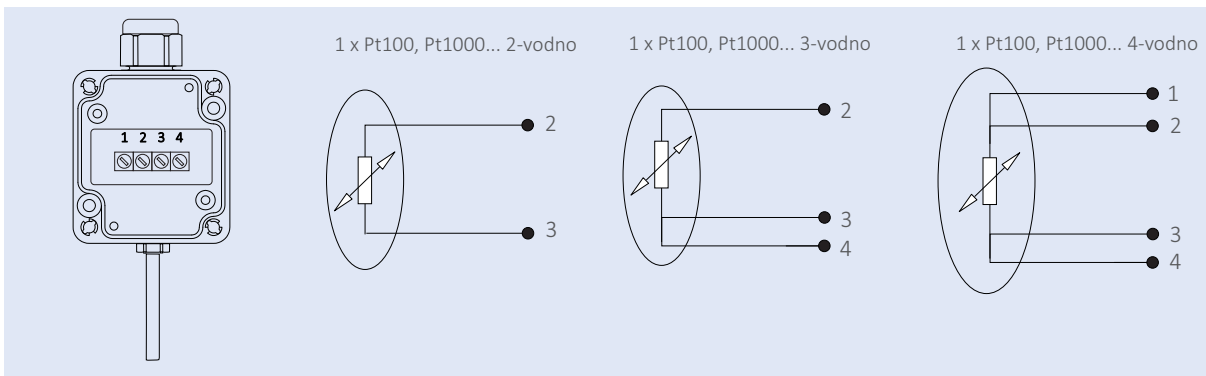 1 x Pt100, Pt1000... 2-vodno
1 x Pt100, Pt1000... 3-vodno
1 x Pt100, Pt1000... 4-vodno
1 2 3 4
2
3
2
3
4
1
2
3
4